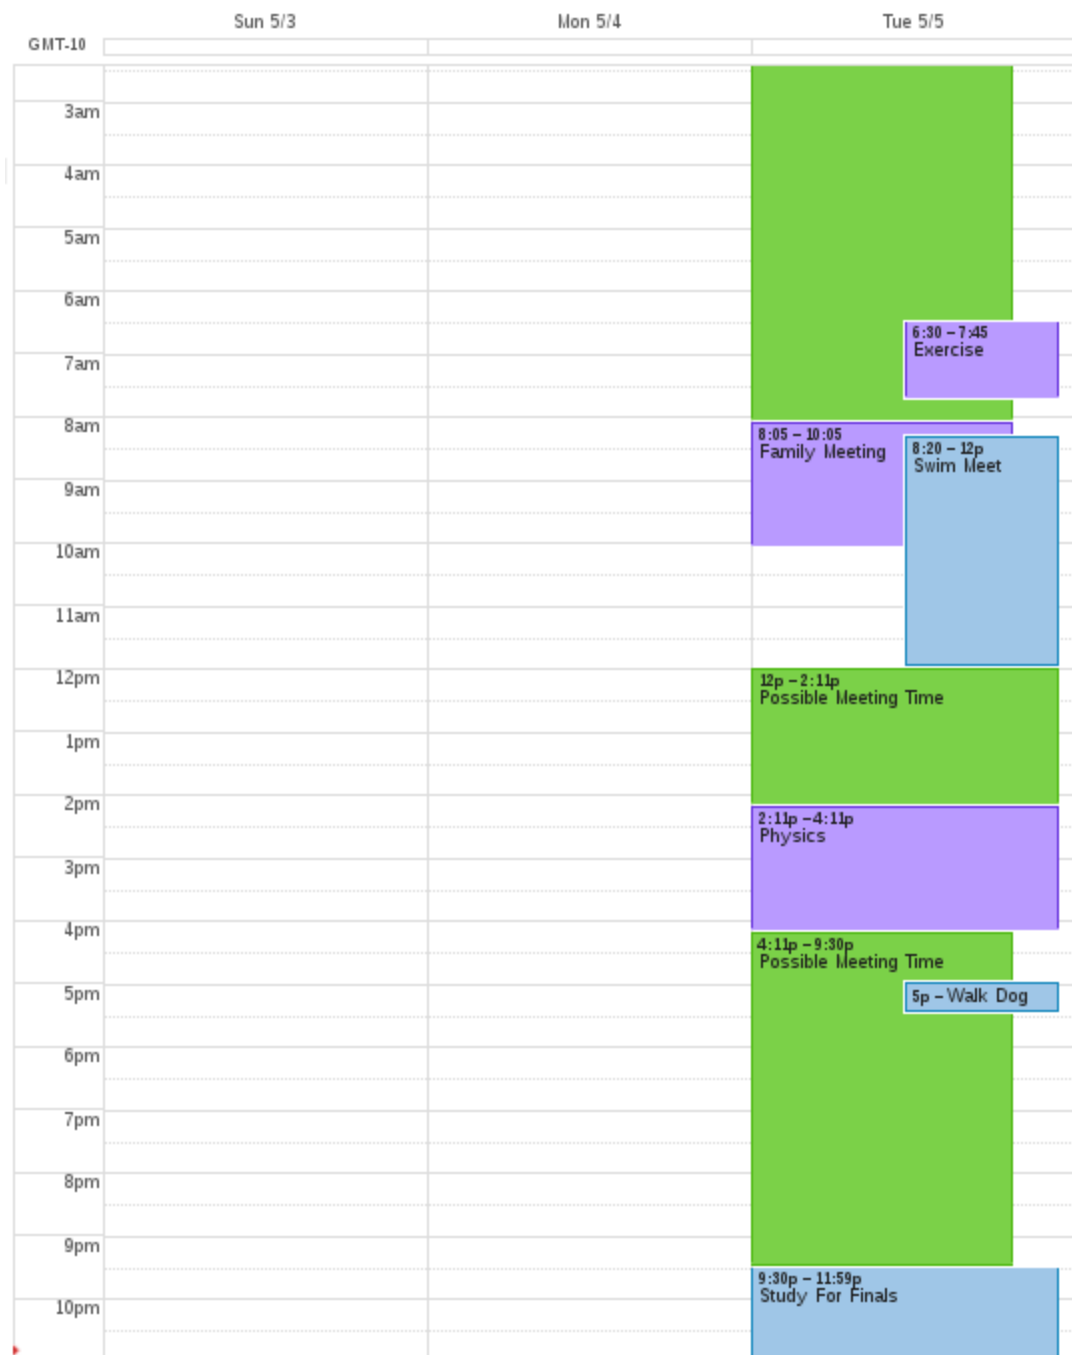 Sun 5/3
Mon 5/4
Tue 5/5
GMT-10
3am
4am
5am
6am
6:30 – 7:45
Exercise
7am
8am
8:05 – 10:05
Family Meeting
8:20 – 12p
Swim Meet
9am
10am
11am
12pm
12p – 2:11p
Possible Meeting Time
1pm
2pm
2:11p – 4:11p
Physics
3pm
4pm
4:11p – 9:30p
Possible Meeting Time
5pm
5p – Walk Dog
6pm
7pm
8pm
9pm
9:30p – 11:59p
Study For Finals
10pm